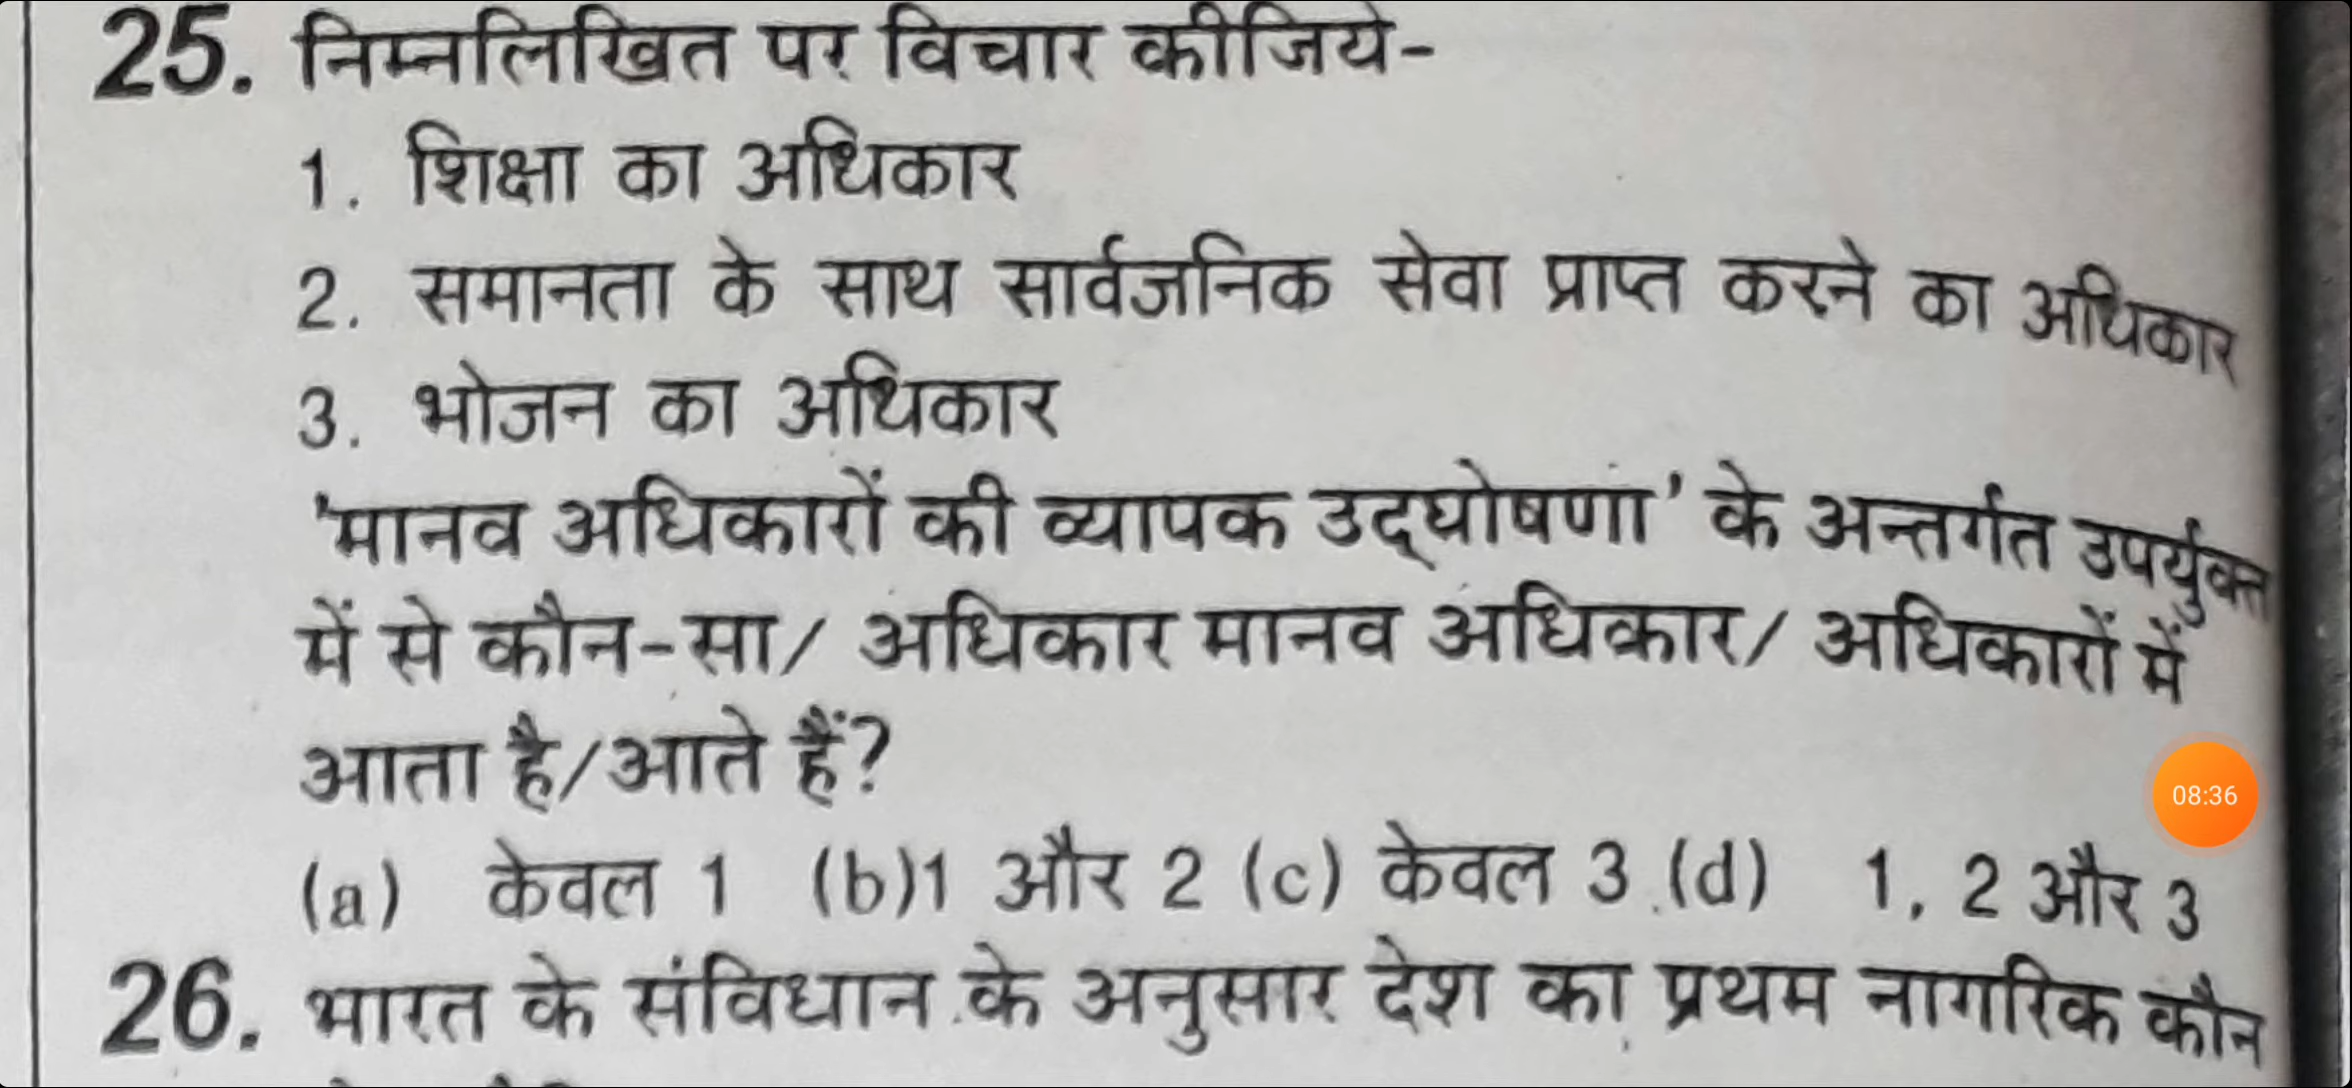 25. निम्नलिखित पर विचार कीजिये-
1. शिक्षा का अधिकार
2. समानता के साथ सार्वजनिक सेवा प्राप्त करने का अधिकार
3. भोजन का अधिकार
'मानव अधिकारों की व्यापक उद्घोषणा' के अन्तर्गत उपर्युक्त
में से कौन-सा/ अधिकार मानव अधिकार/ अधिकारों में
आता है/आते हैं?
08:36
(a) केवल 1 (b)1 और 2 (c) केवल 3 (d) 1, 2 और 3
26. भारत के संविधान के अनुसार देश का प्रथम नागरिक कौन